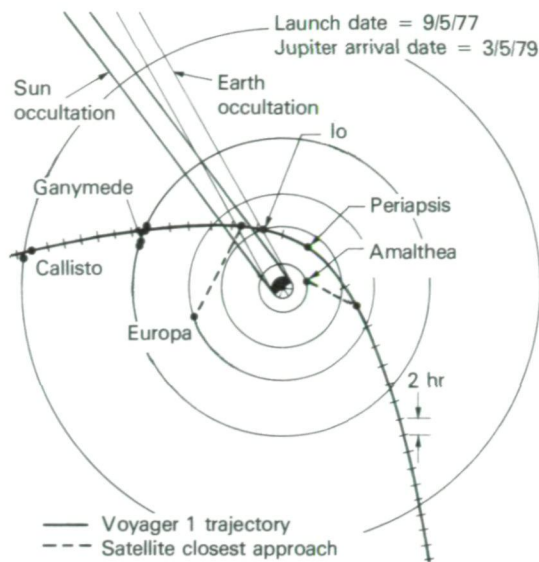 Launch date = 9/5/77
Jupiter arrival date = 3/5/79
Sun
occultation
Earth
occultation
Io
Ganymede
Periapsis
Amalthea
Callisto
Europa
2 hr
Voyager 1 trajectory
Satellite closest approach